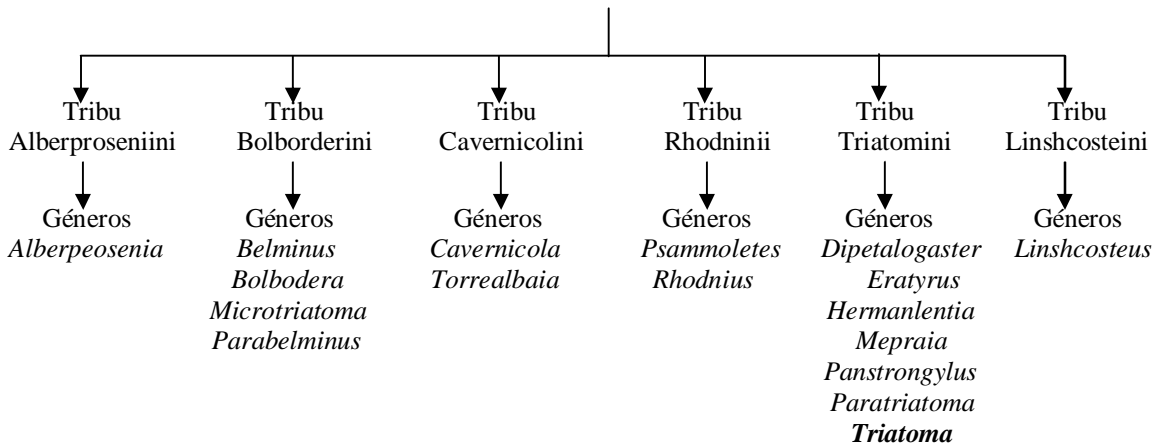 Tribu
Alberproseniini
Géneros
Alberpeosenia
Tribu
Bolborderini
Géneros
Belminus
Bolbodera
Microtriatoma
Parabelminus
Tribu
Cavernicolini
Géneros
Cavernicola
Torrealbaia
Tribu
Rhodninii
Géneros
Psammoletes
Rhodnius
Tribu
Triatomini
Géneros
Dipetalogaster
Eratyrus
Hermanlentia
Mepraia
Panstrongylus
Paratriatoma
Triatoma
Tribu
Linshcosteini
Géneros
Linshcosteus